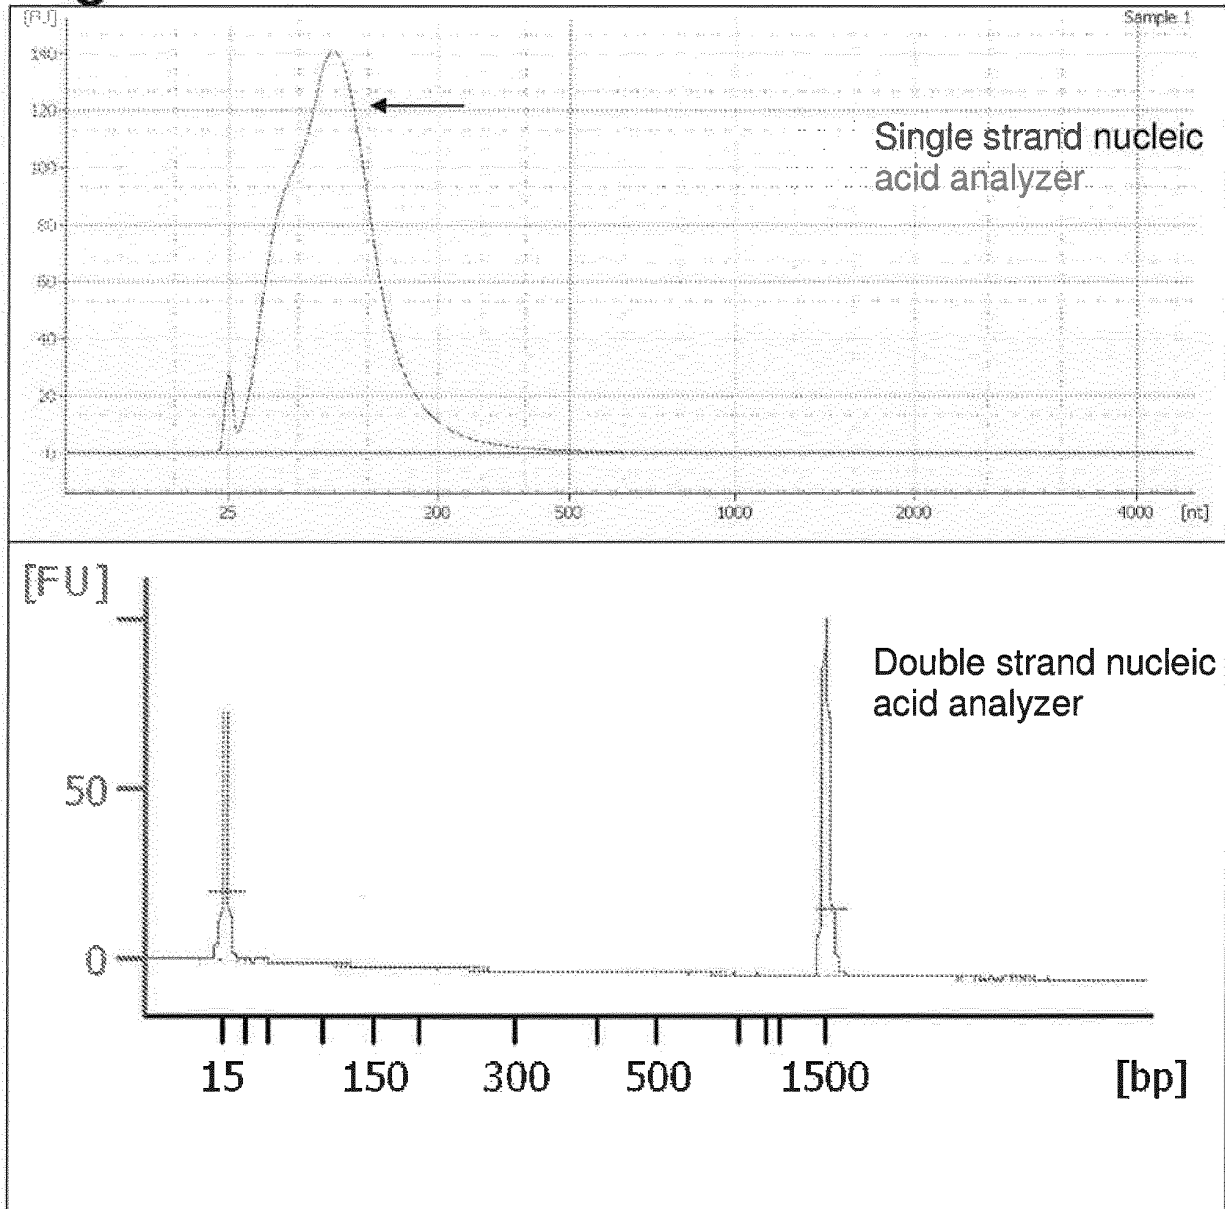 [FU]
Sample 1
140
120
100
80
60
40
20
0
Single strand nucleic
acid analyzer
25 200 500 1000 2000 4000 [nt]
[FU]
50
0
Double strand nucleic
acid analyzer
15 150 300 500 1500 [bp]